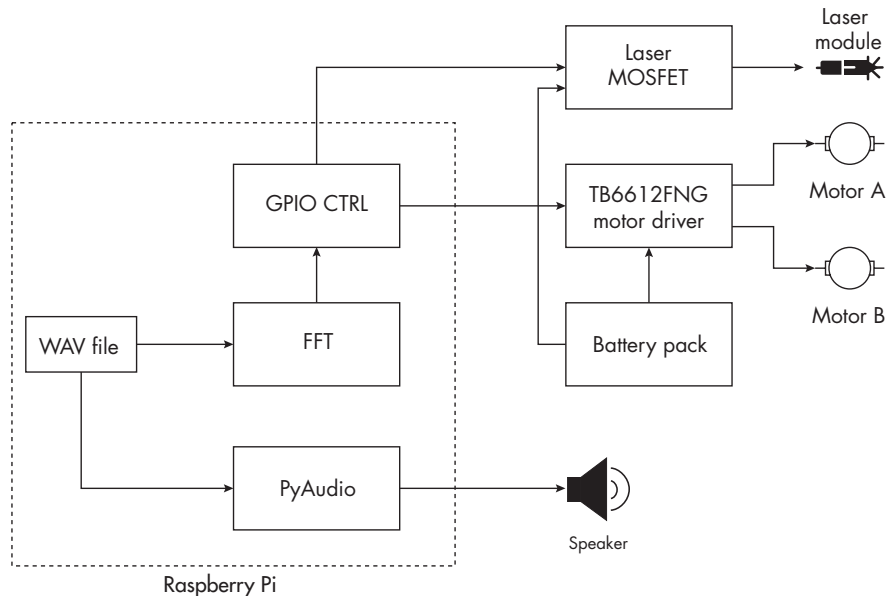 Laser
module
Laser
MOSFET
GPIO CTRL
TB6612FNG
motor driver
Motor A
Motor B
WAV file
FFT
Battery pack
PyAudio
Speaker
Raspberry Pi